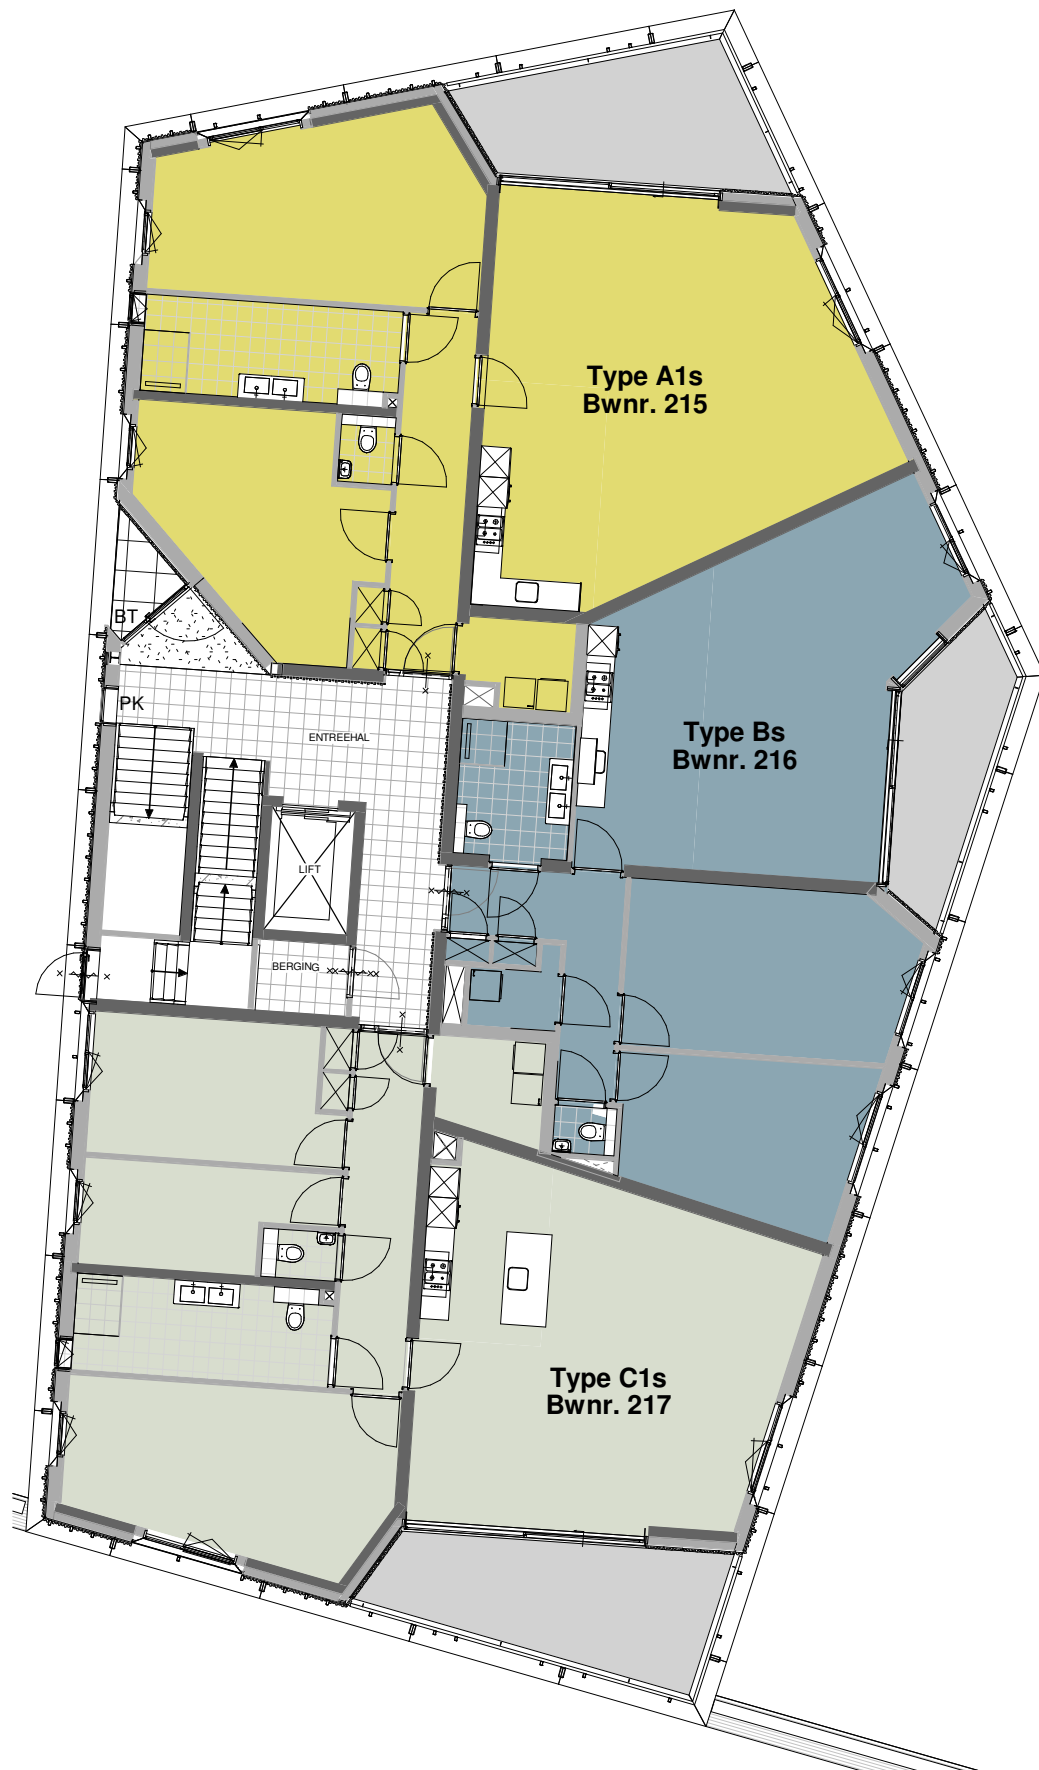 Type A1s
Bwnr. 215
BT
PK
ENTREEHAL
Type Bs
Bwnr. 216
LIFT
BERGING
Type C1s
Bwnr. 217